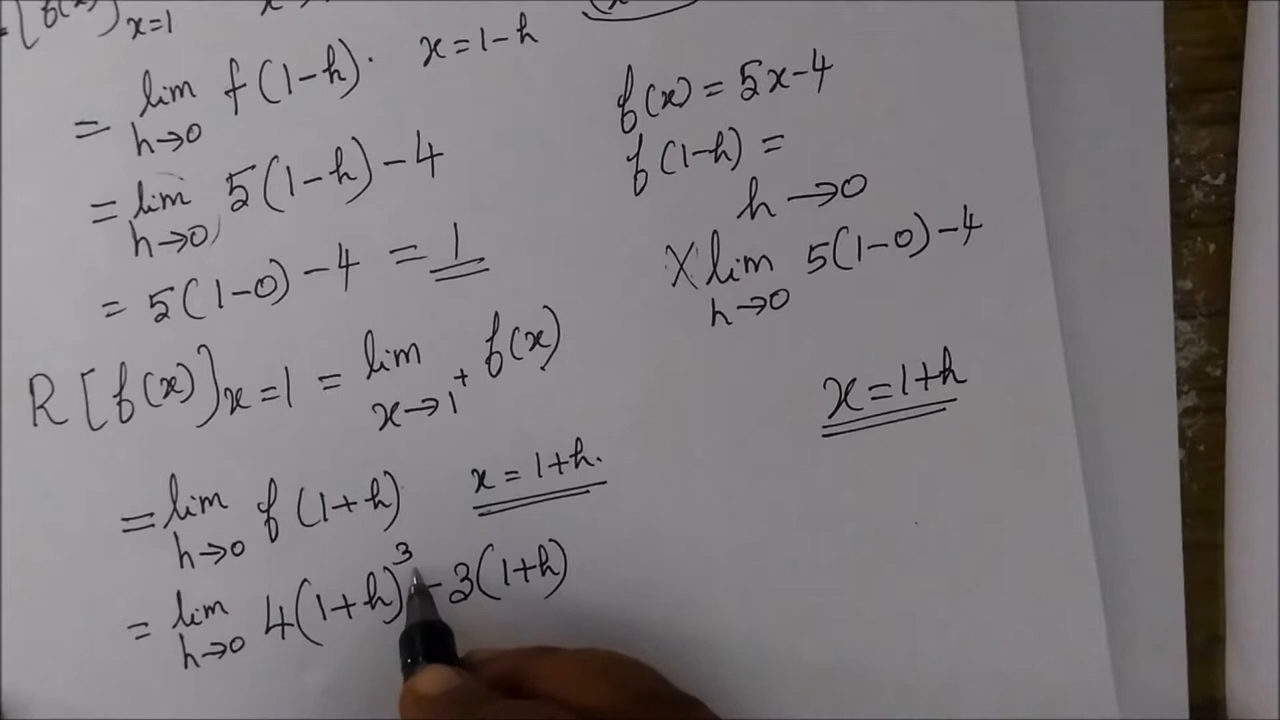 [f(x)]x=1
= lim h→0 f(1-h). x=1-h
= lim h→0 5(1-h)-4
= 5(1-0)-4 = 1
R[f(x)]x=1 = lim x→1⁺ f(x)
= lim h→0 f(1+h) x=1+h.
= lim h→0 4(1+h)³-3(1+h)
f(x) = 5x-4
f(1-h) =
h→0
X lim h→0 5(1-0)-4
x=1+h